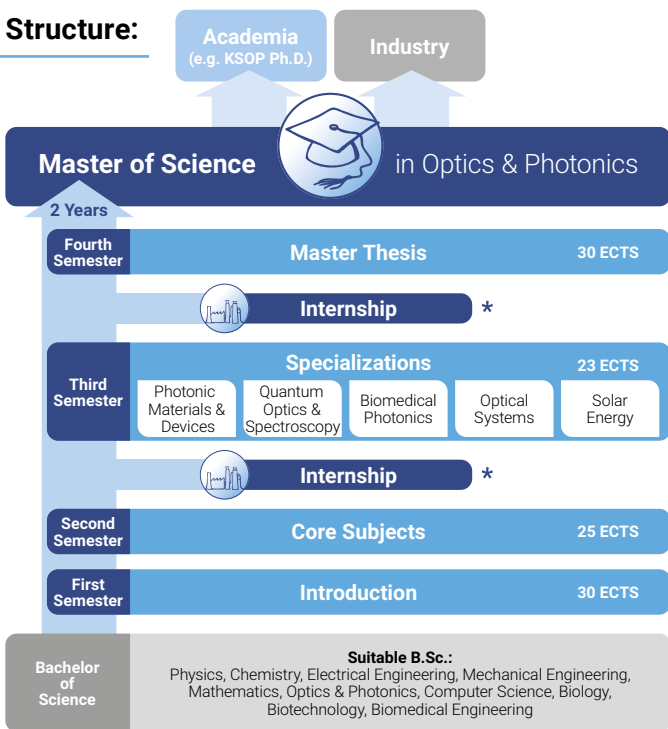 Structure:
Academia
(e.g. KSOP Ph.D.)
Industry
Master of Science
in Optics & Photonics
2 Years
Fourth
Semester
Master Thesis
30 ECTS
Internship
*
Third
Semester
Specializations
23 ECTS
Photonic
Materials &
Devices
Quantum
Optics &
Spectroscopy
Biomedical
Photonics
Optical
Systems
Solar
Energy
Internship
*
Second
Semester
Core Subjects
25 ECTS
First
Semester
Introduction
30 ECTS
Bachelor
of
Science
Suitable B.Sc.:
Physics, Chemistry, Electrical Engineering, Mechanical Engineering,
Mathematics, Optics & Photonics, Computer Science, Biology,
Biotechnology, Biomedical Engineering